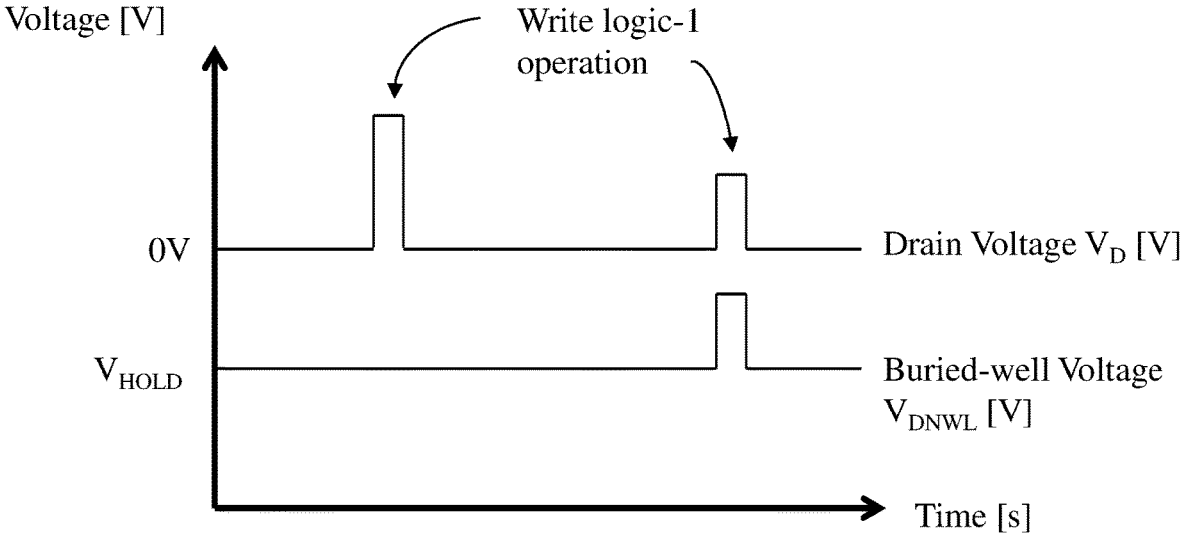 Voltage [V]
Write logic-1
operation
0V
Drain Voltage V_D [V]
V_HOLD
Buried-well Voltage
V_DNWL [V]
Time [s]